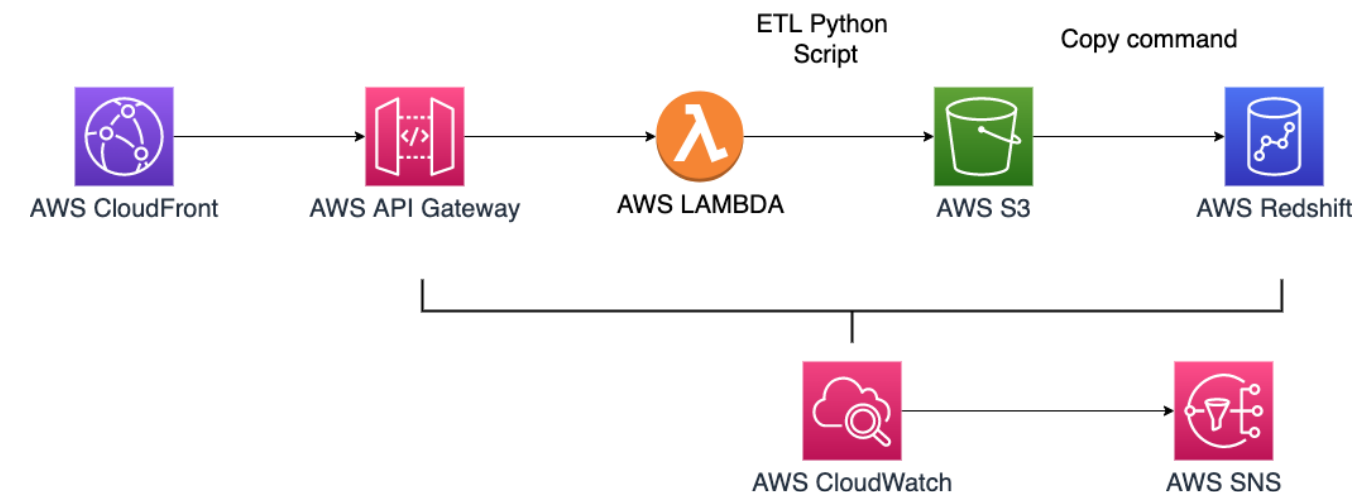 ETL Python
Script
Copy command
AWS CloudFront
AWS API Gateway
AWS LAMBDA
AWS S3
AWS Redshift
AWS CloudWatch
AWS SNS